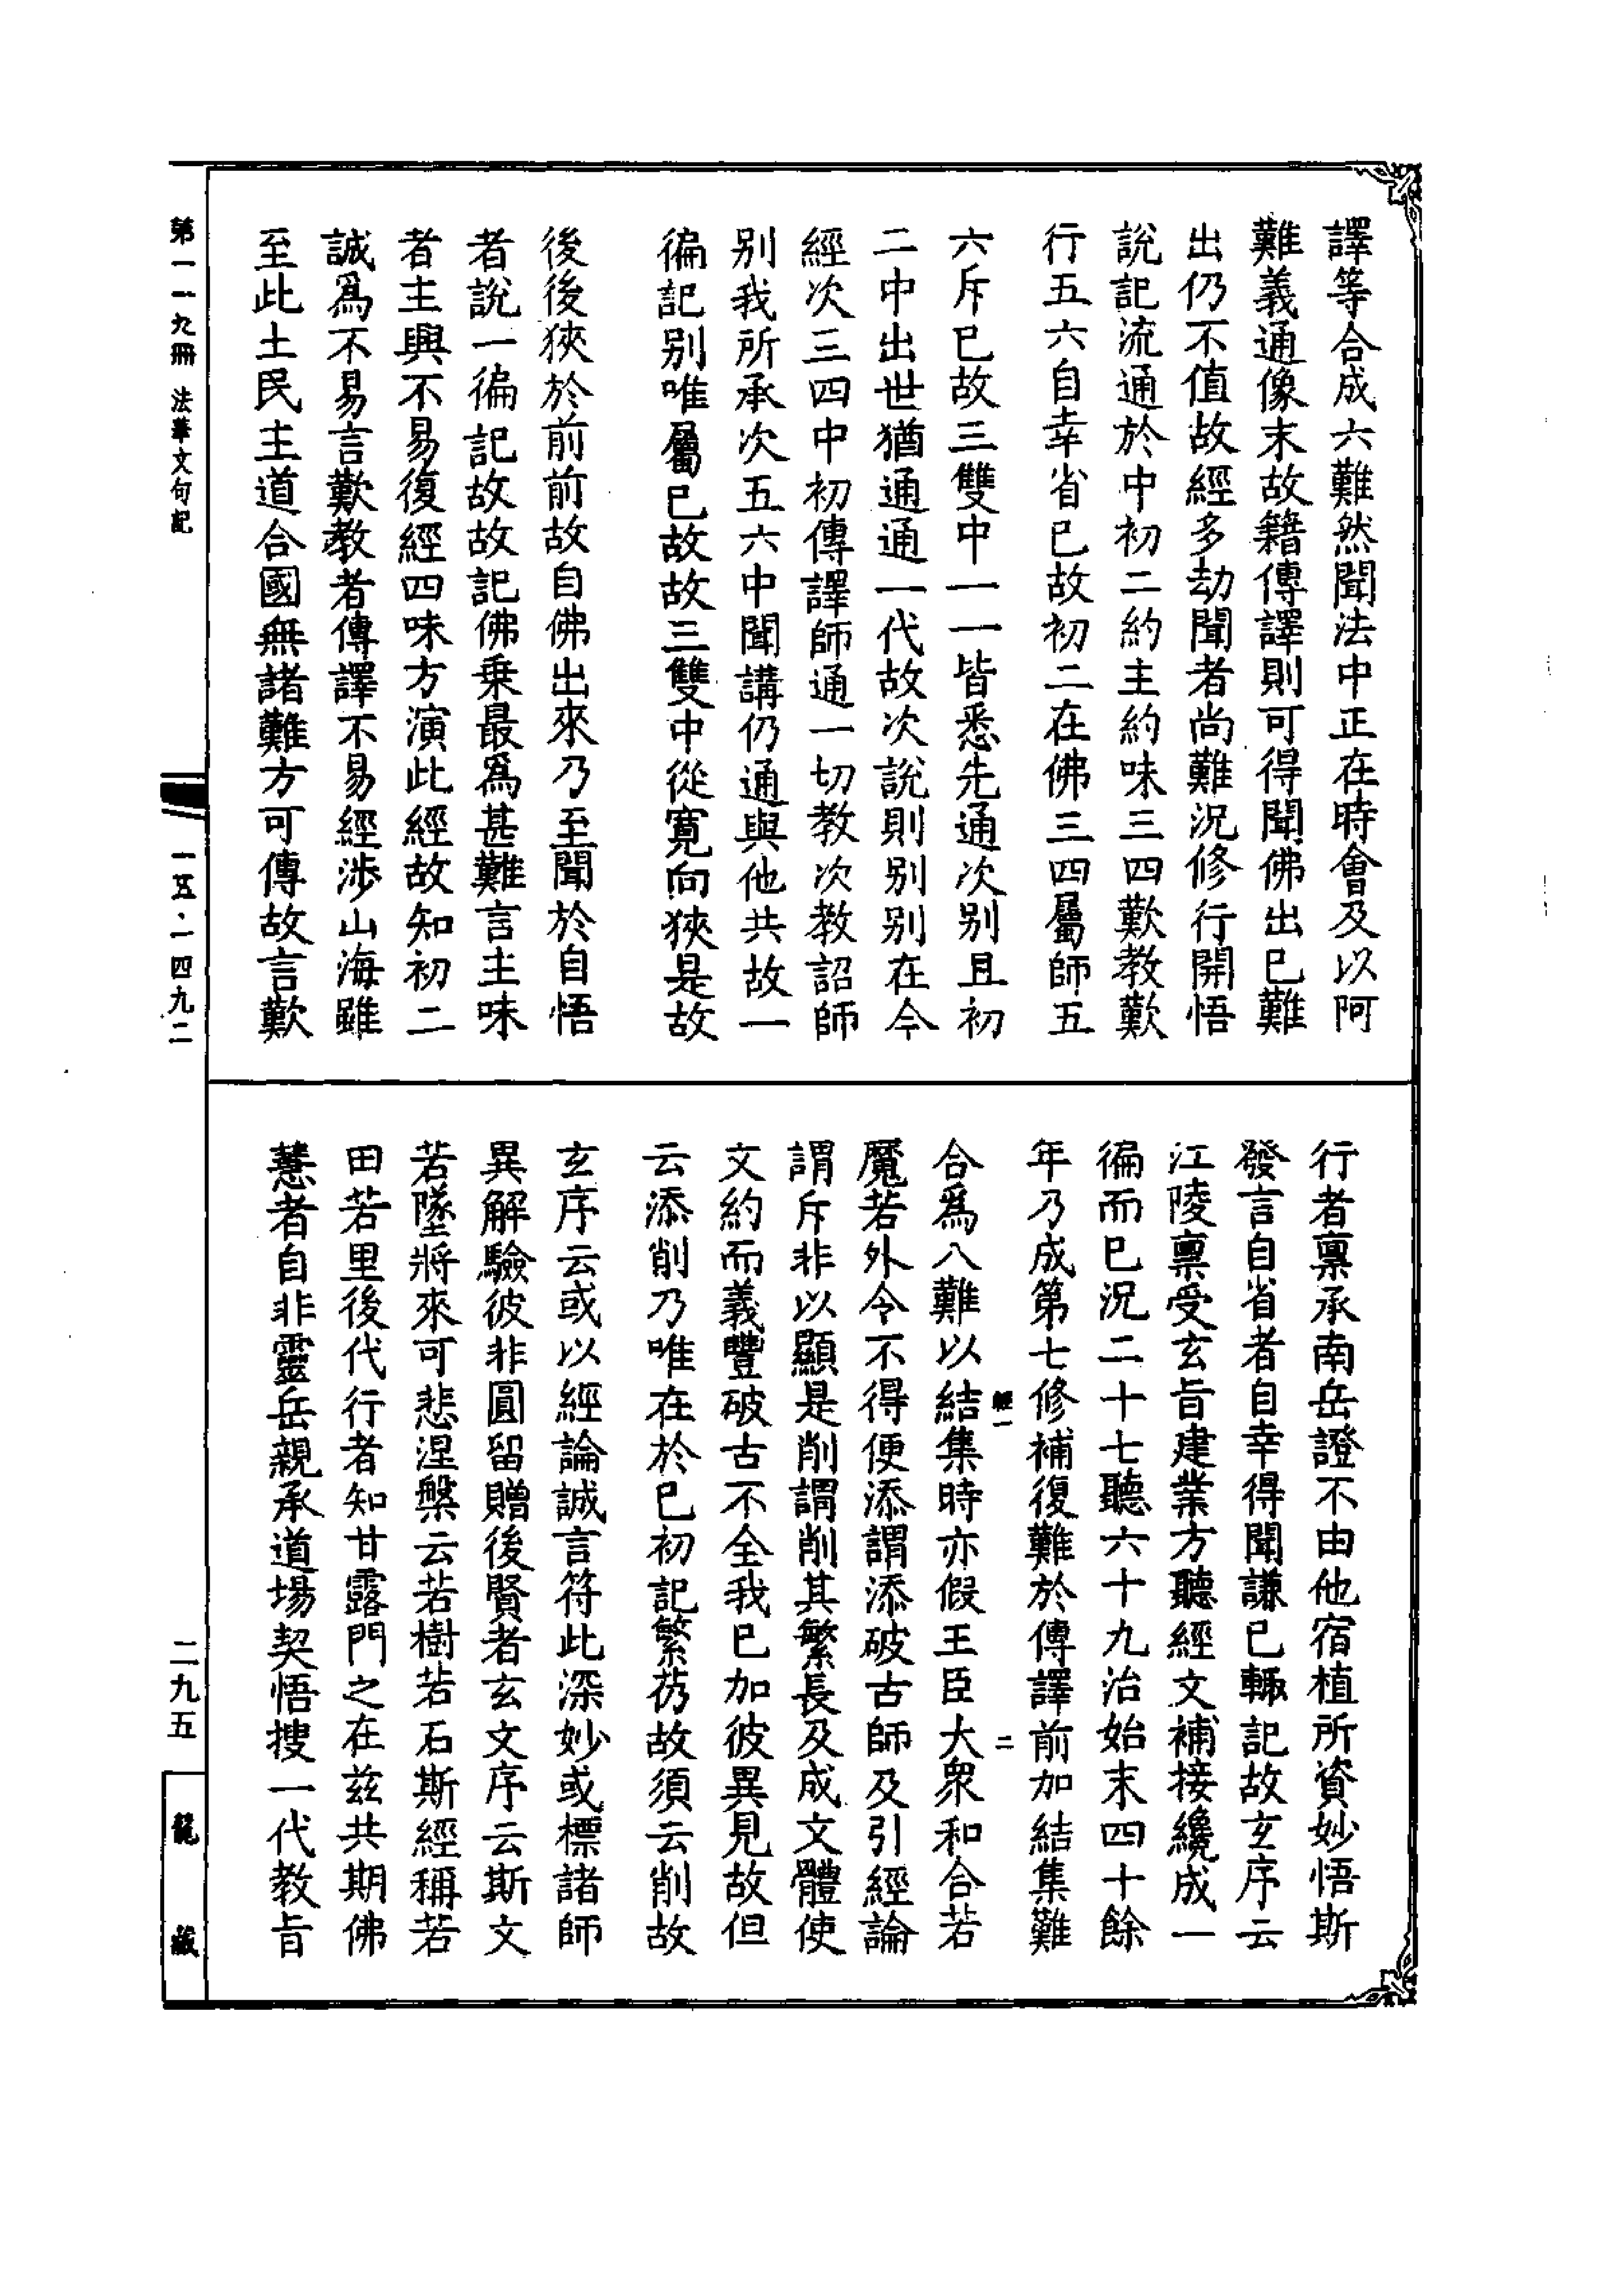 譯等合成六難然聞法中正在時會及以阿
難義通像末故籍傳譯則可得聞佛出已難
出仍不值故經多劫聞者尚難況修行開悟
說記流通於中初二約主約味三四歎教歎
行五六自幸省已故初二在佛三四屬師五
六斥已故三雙中一一皆悉先通次別且初
二中出世猶通通一代故次說則別別在今
經次三四中初傳譯師通一切教次教詔師
別我所承次五六中聞講仍通與他共故一
徧記別唯屬已故故三雙中從寬向狹是故
後後狹於前前故自佛出來乃至聞於自悟
者說一徧記故故記佛乗最爲甚難言主味
者主與不易復經四味方演此經故知初二
誠爲不易言歎教者傳譯不易經涉山海雖
至此土民主道合國無諸難方可傳故言歎
行者稟承南岳證不由他宿植所資妙悟斯
發言自省者自幸得聞謙已輙記故玄序云
江陵稟受玄旨建業方聽經文補接纔成一
徧而已況二十七聽六十九治始末四十餘
年乃成第七修補復難於傳譯前加結集難
合爲八難以結集時亦假王臣大衆和合若
魔若外令不得便添謂添破古師及引經論
謂斥非以顯是削謂削其繁長及成文體使
文約而義豐破古不全我已加彼異見故但
云添削乃唯在於已初記繁芿故須云削故
玄序云或以經論誠言符此深妙或標諸師
異解驗彼非圓留贈後賢者玄文序云斯文
若墜將來可悲涅槃云若樹若石斯經稱若
田若里後代行者知甘露門之在兹共期佛
慧者自非靈岳親承道場契悟搜一代教旨
經一
二
第一一九冊 法華文句記
一五·一四九二
二九五
龍藏